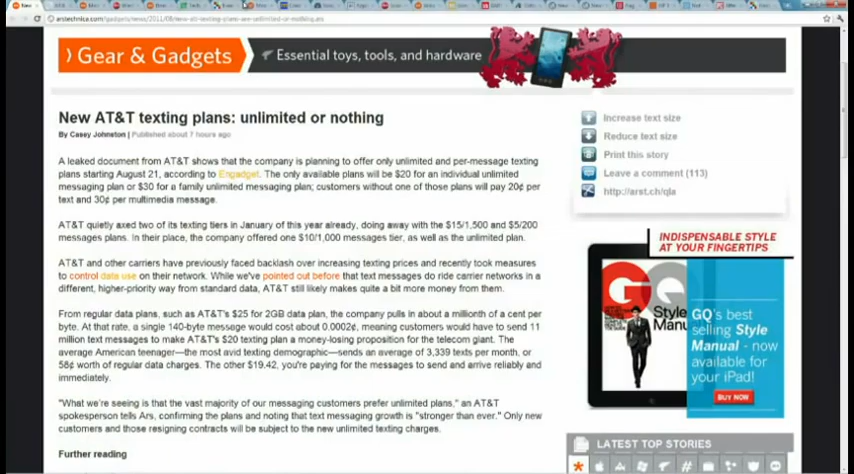 New
arstechnica.com/gadgets/news/2011/08/new-att-texting-plans-are-unlimited-or-nothing.ars
Gear & Gadgets
Essential toys, tools, and hardware
New AT&T texting plans: unlimited or nothing
By Casey Johnston | Published about 7 hours ago
A leaked document from AT&T shows that the company is planning to offer only unlimited and per-message texting
plans starting August 21, according to Engadget. The only available plans will be $20 for an individual unlimited
messaging plan or $30 for a family unlimited messaging plan; customers without one of those plans will pay 20¢ per
text and 30¢ per multimedia message.
AT&T quietly axed two of its texting tiers in January of this year already, doing away with the $15/1,500 and $5/200
messages plans. In their place, the company offered one $10/1,000 messages tier, as well as the unlimited plan.
AT&T and other carriers have previously faced backlash over increasing texting prices and recently took measures
to control data use on their network. While we've pointed out before that text messages do ride carrier networks in a
different, higher-priority way from standard data, AT&T still likely makes quite a bit more money from them.
From regular data plans, such as AT&T's $25 for 2GB data plan, the company pulls in about a millionth of a cent per
byte. At that rate, a single 140-byte message would cost about 0.0002¢, meaning customers would have to send 11
million text messages to make AT&T's $20 texting plan a money-losing proposition for the telecom giant. The
average American teenager—the most avid texting demographic—sends an average of 3,339 texts per month, or
58¢ worth of regular data charges. The other $19.42, you're paying for the messages to send and arrive reliably and
immediately.
"What we're seeing is that the vast majority of our messaging customers prefer unlimited plans," an AT&T
spokesperson tells Ars, confirming the plans and noting that text messaging growth is "stronger than ever." Only new
customers and those resigning contracts will be subject to the new unlimited texting charges.
Further reading
Increase text size
Reduce text size
Print this story
Leave a comment (113)
http://arst.ch/qla
INDISPENSABLE STYLE
AT YOUR FINGERTIPS
GQ
Style
Manu
GQ's best
selling Style
Manual - now
available for
your iPad!
BUY NOW
LATEST TOP STORIES